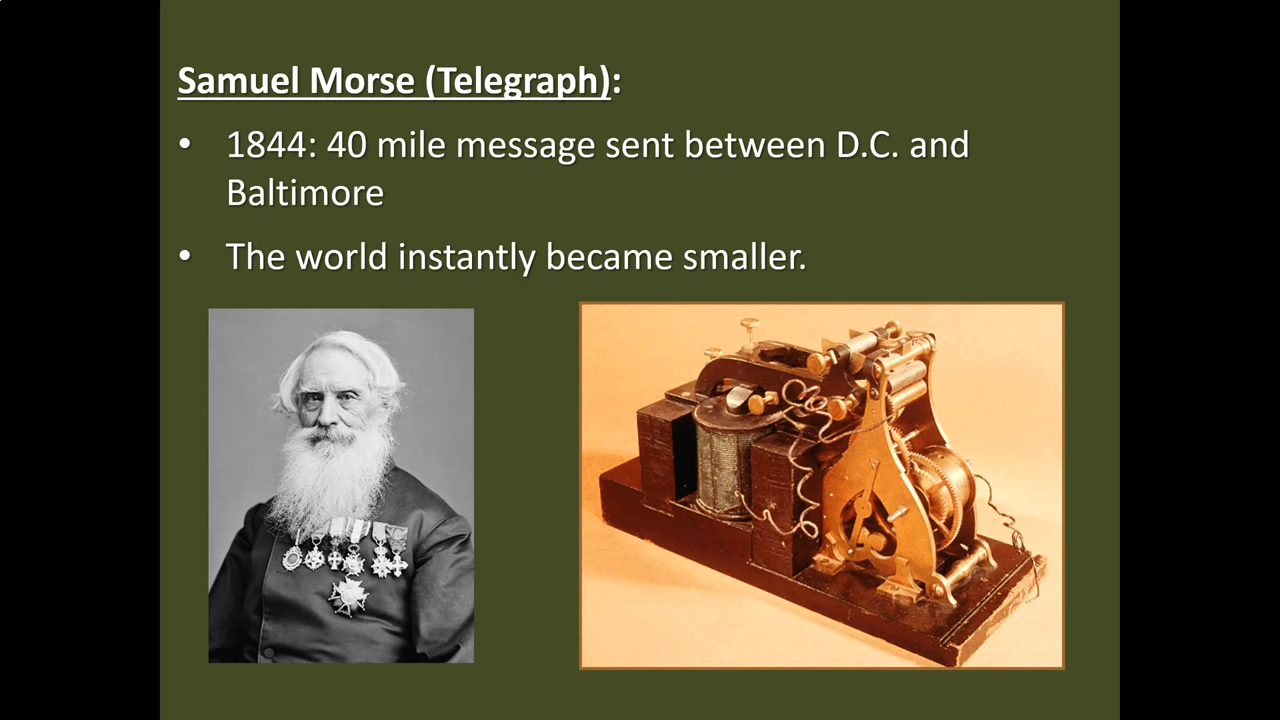 Samuel Morse (Telegraph):
• 1844: 40 mile message sent between D.C. and
Baltimore
• The world instantly became smaller.